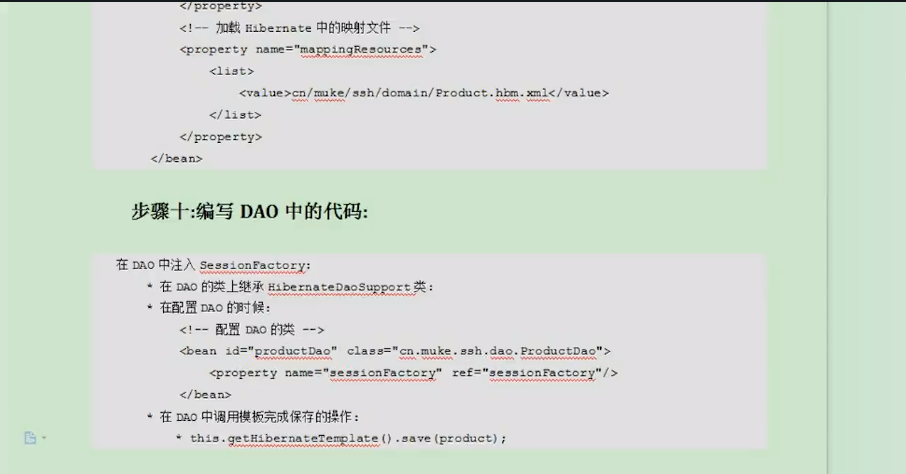 </property>
<!-- 加载 Hibernate 中的映射文件 -->
<property name="mappingResources">
<list>
<value>cn/muke/ssh/domain/Product.hbm.xml</value>
</list>
</property>
</bean>
步骤十:编写 DAO 中的代码:
在 DAO 中注入 SessionFactory:
* 在 DAO 的类上继承 HibernateDaoSupport 类:
* 在配置 DAO 的时候:
<!-- 配置 DAO 的类 -->
<bean id="productDao" class="cn.muke.ssh.dao.ProductDao">
<property name="sessionFactory" ref="sessionFactory"/>
</bean>
* 在 DAO 中调用模板完成保存的操作:
* this.getHibernateTemplate().save(product);